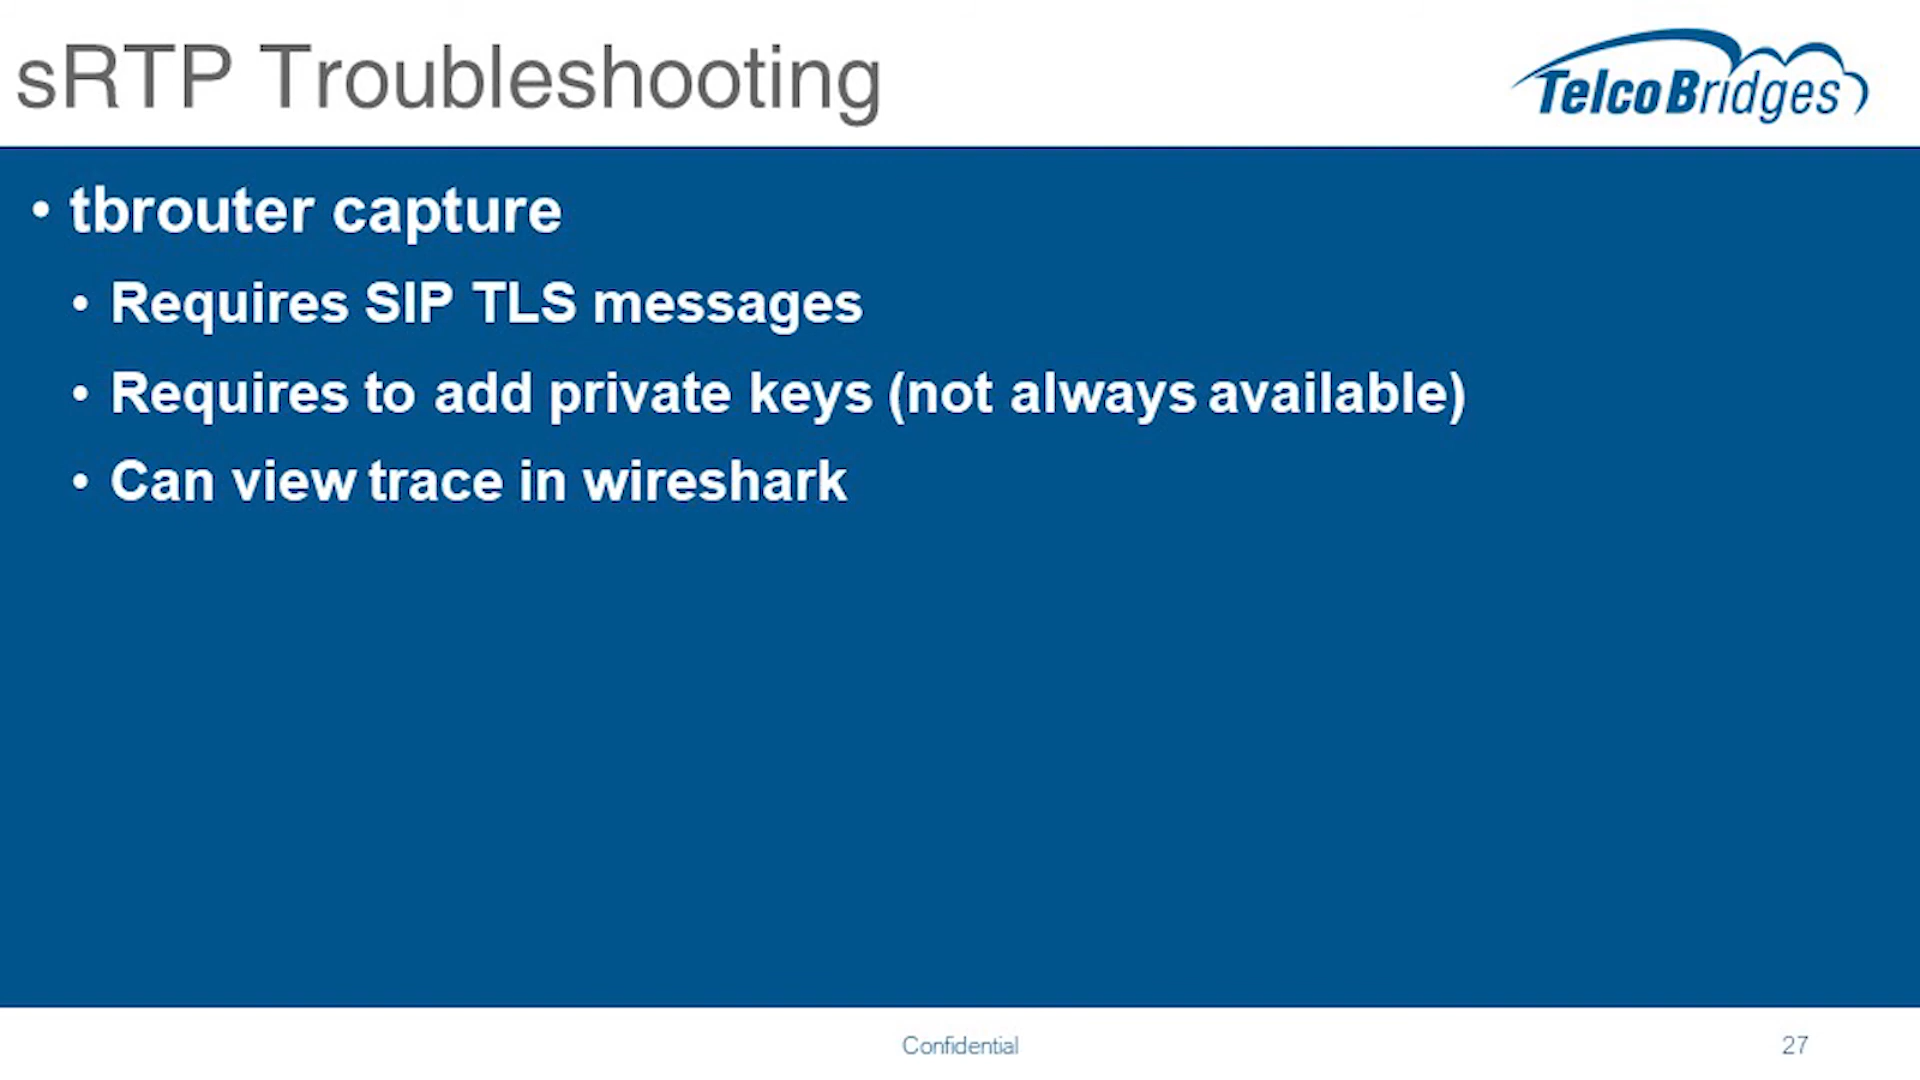 sRTP Troubleshooting
TelcoBridges
• tbrouter capture
• Requires SIP TLS messages
• Requires to add private keys (not always available)
• Can view trace in wireshark
Confidential
27